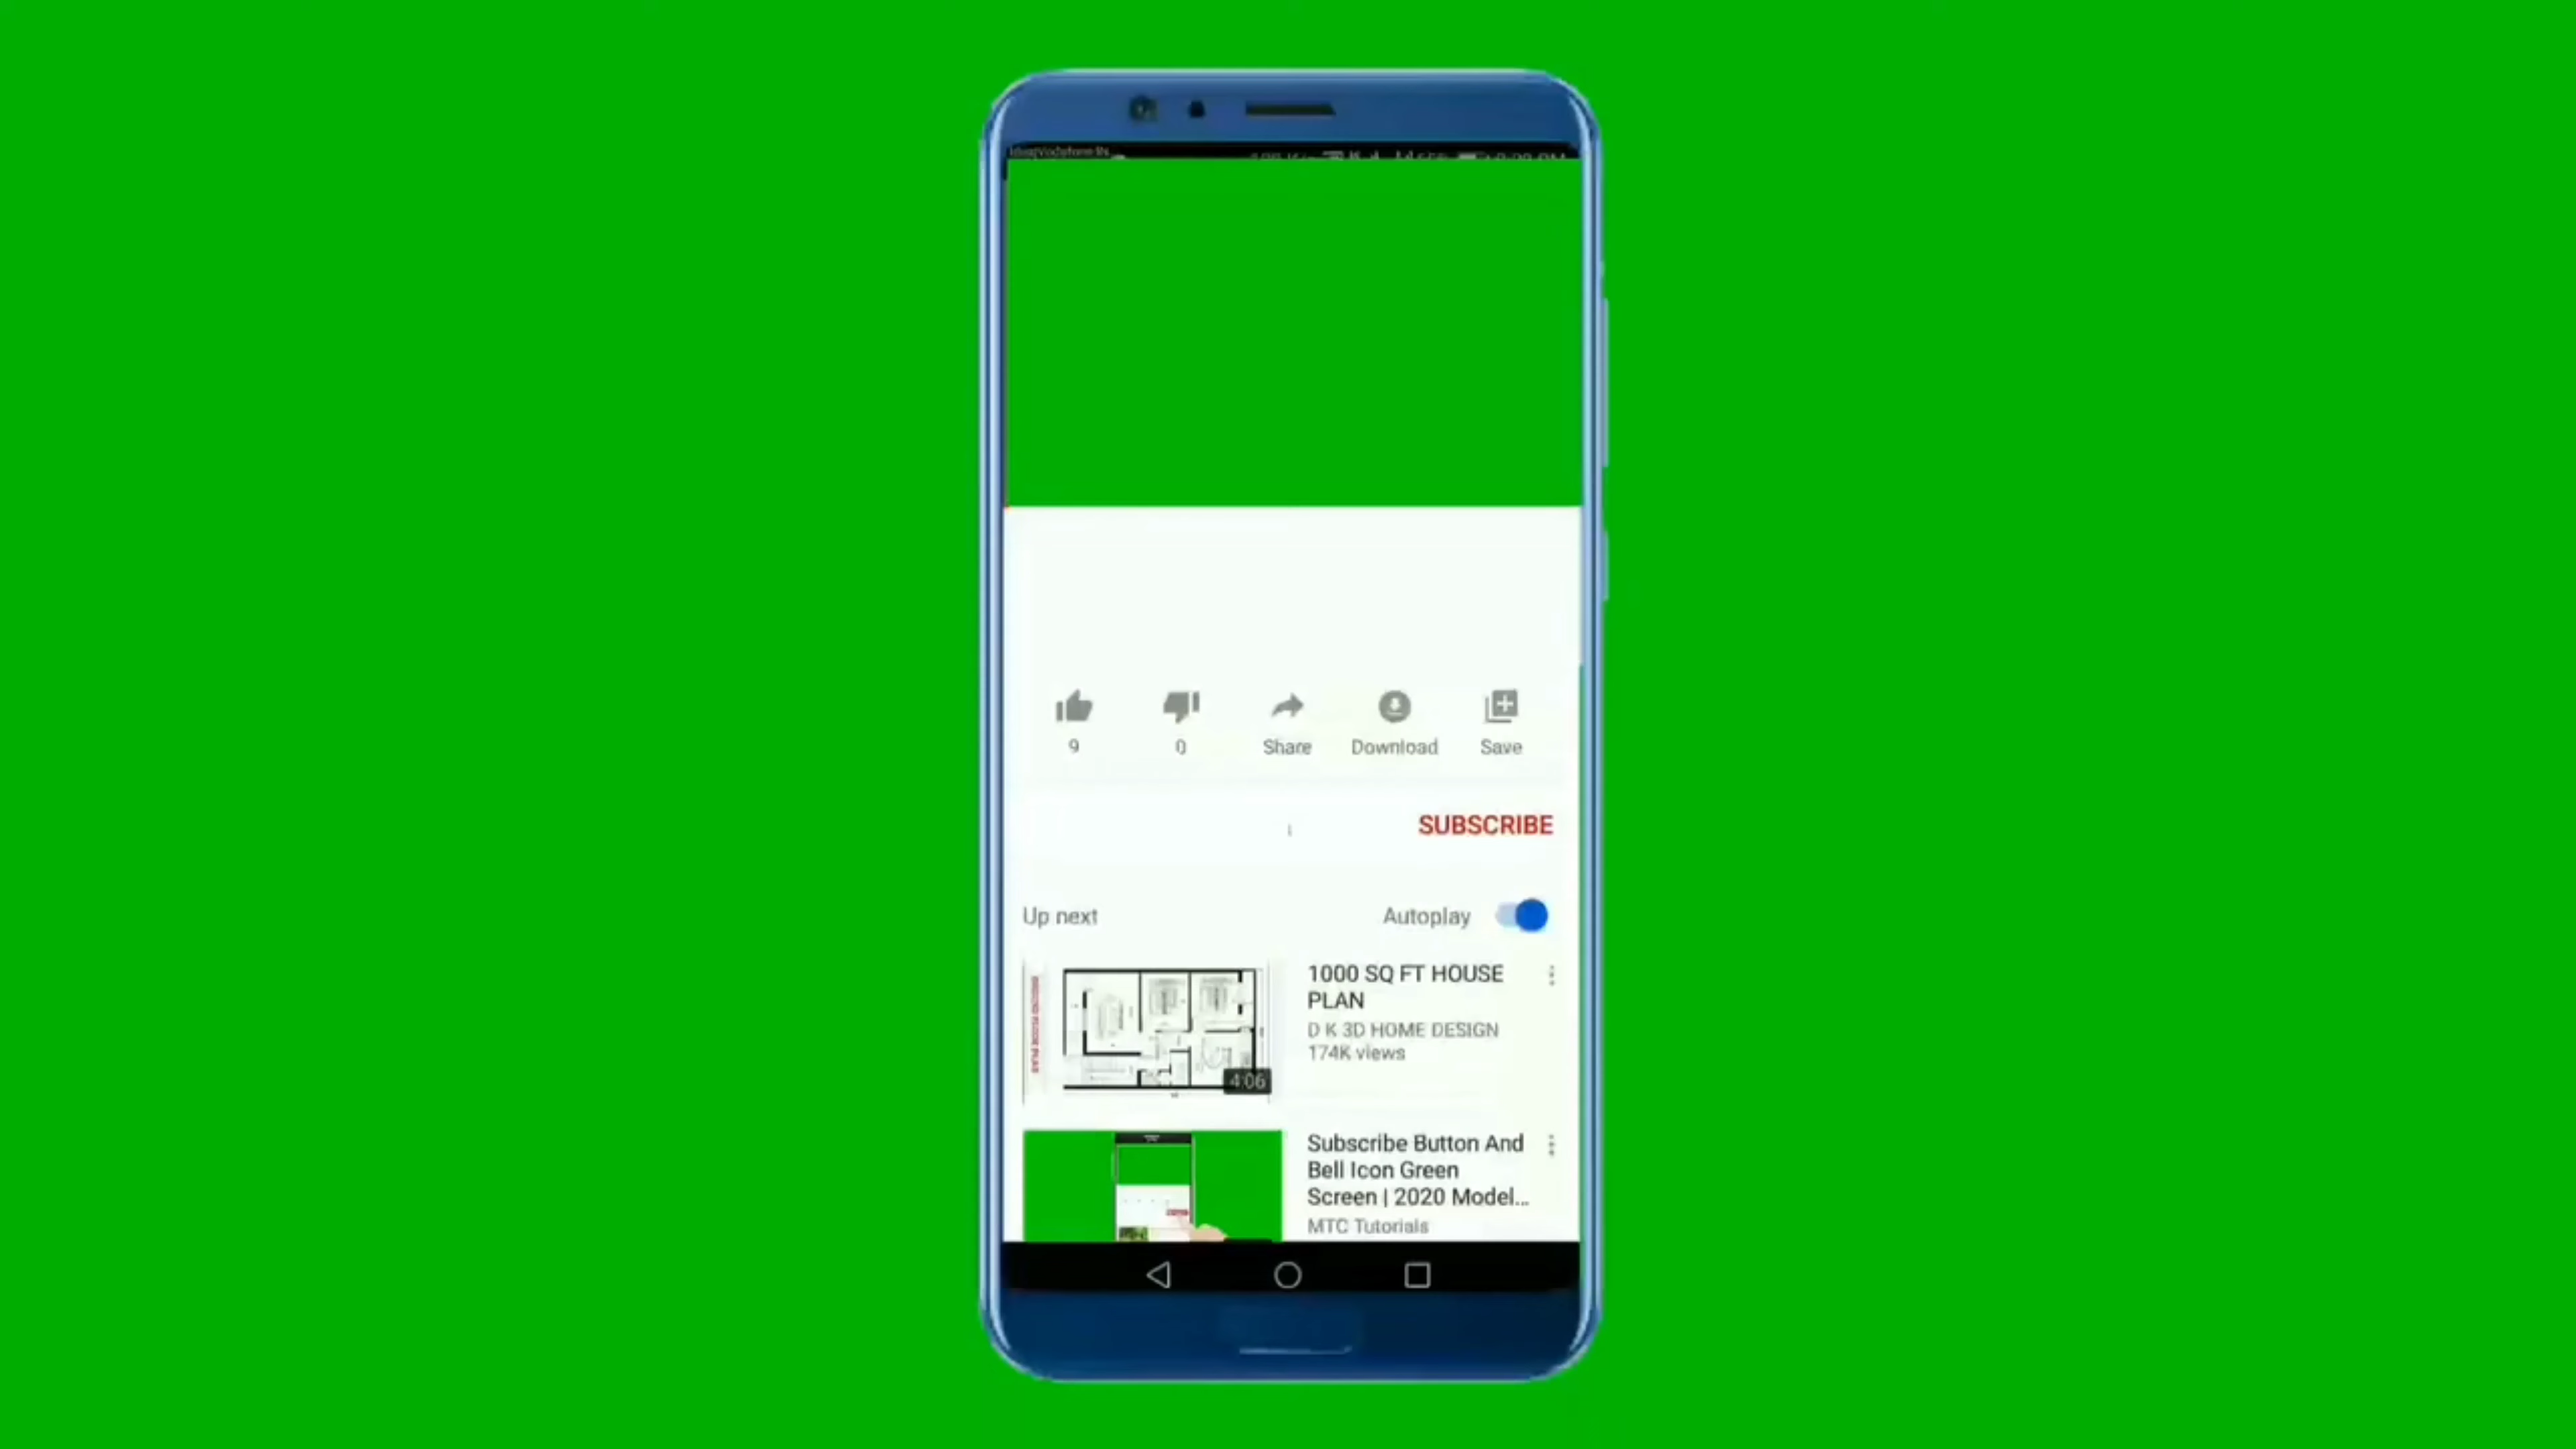 9
0
Share
Download
Save
SUBSCRIBE
Up next
Autoplay
1000 SQ FT HOUSE
PLAN
D K 3D HOME DESIGN
174K views
4:06
Subscribe Button And
Bell Icon Green
Screen | 2020 Model...
MTC Tutorials